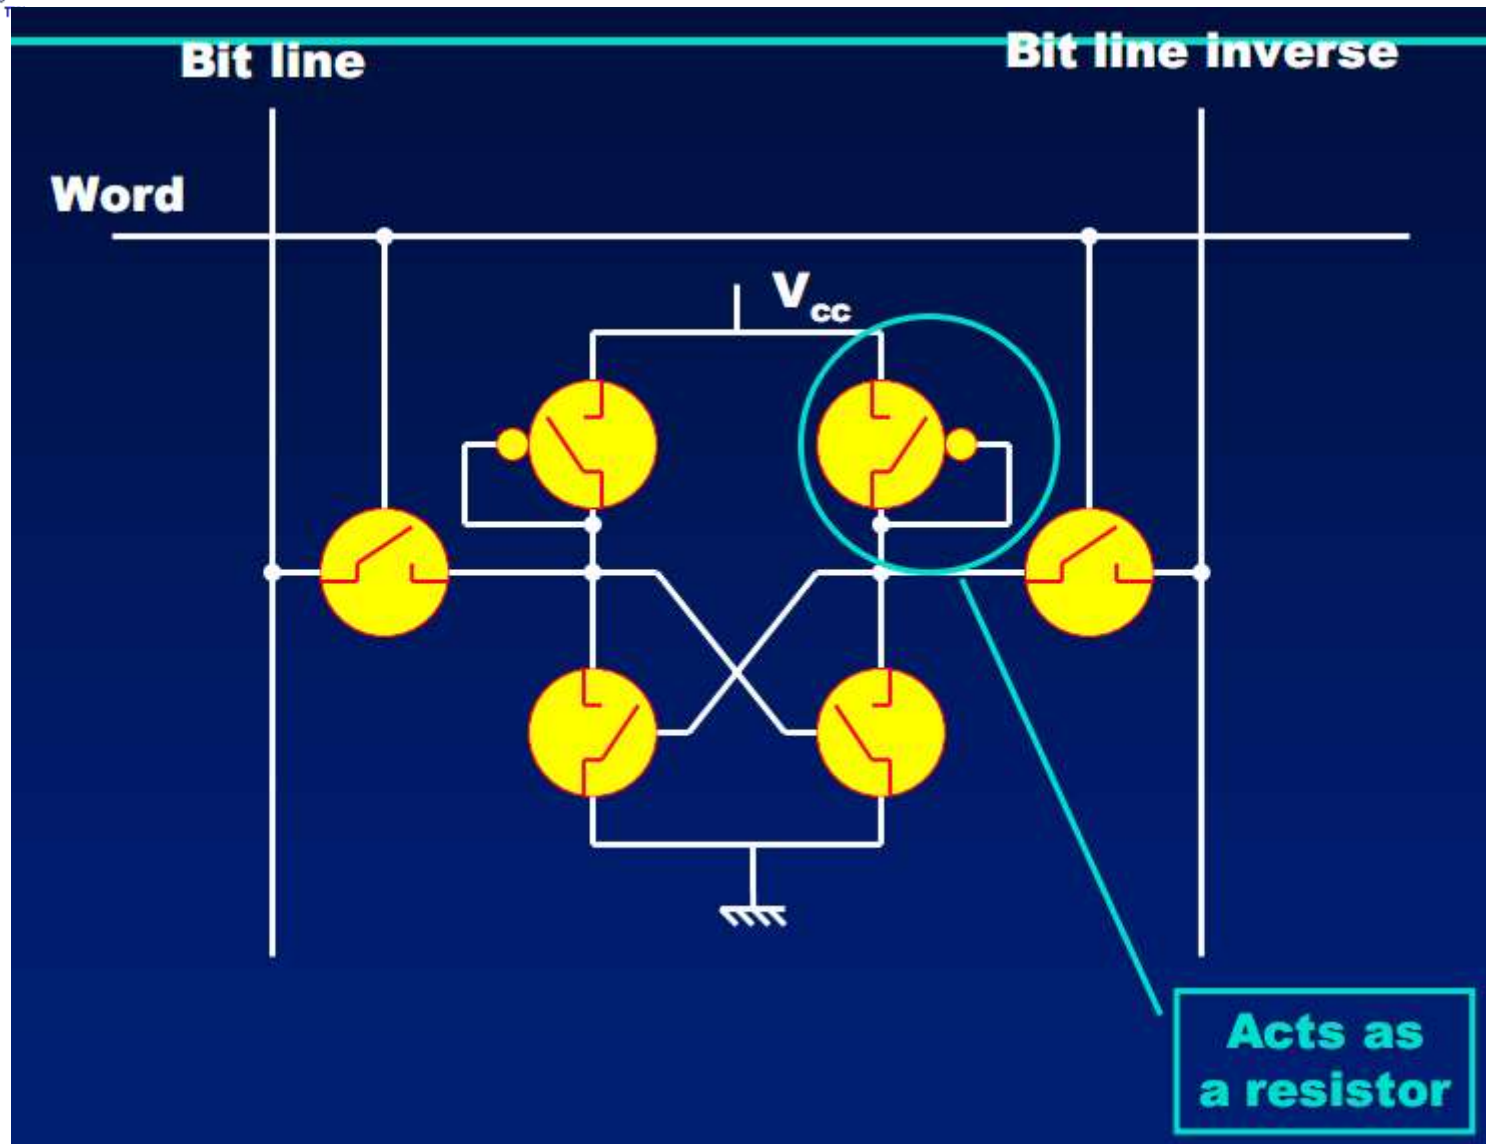 Bit line
Bit line inverse
Word
Vcc
Acts as
a resistor